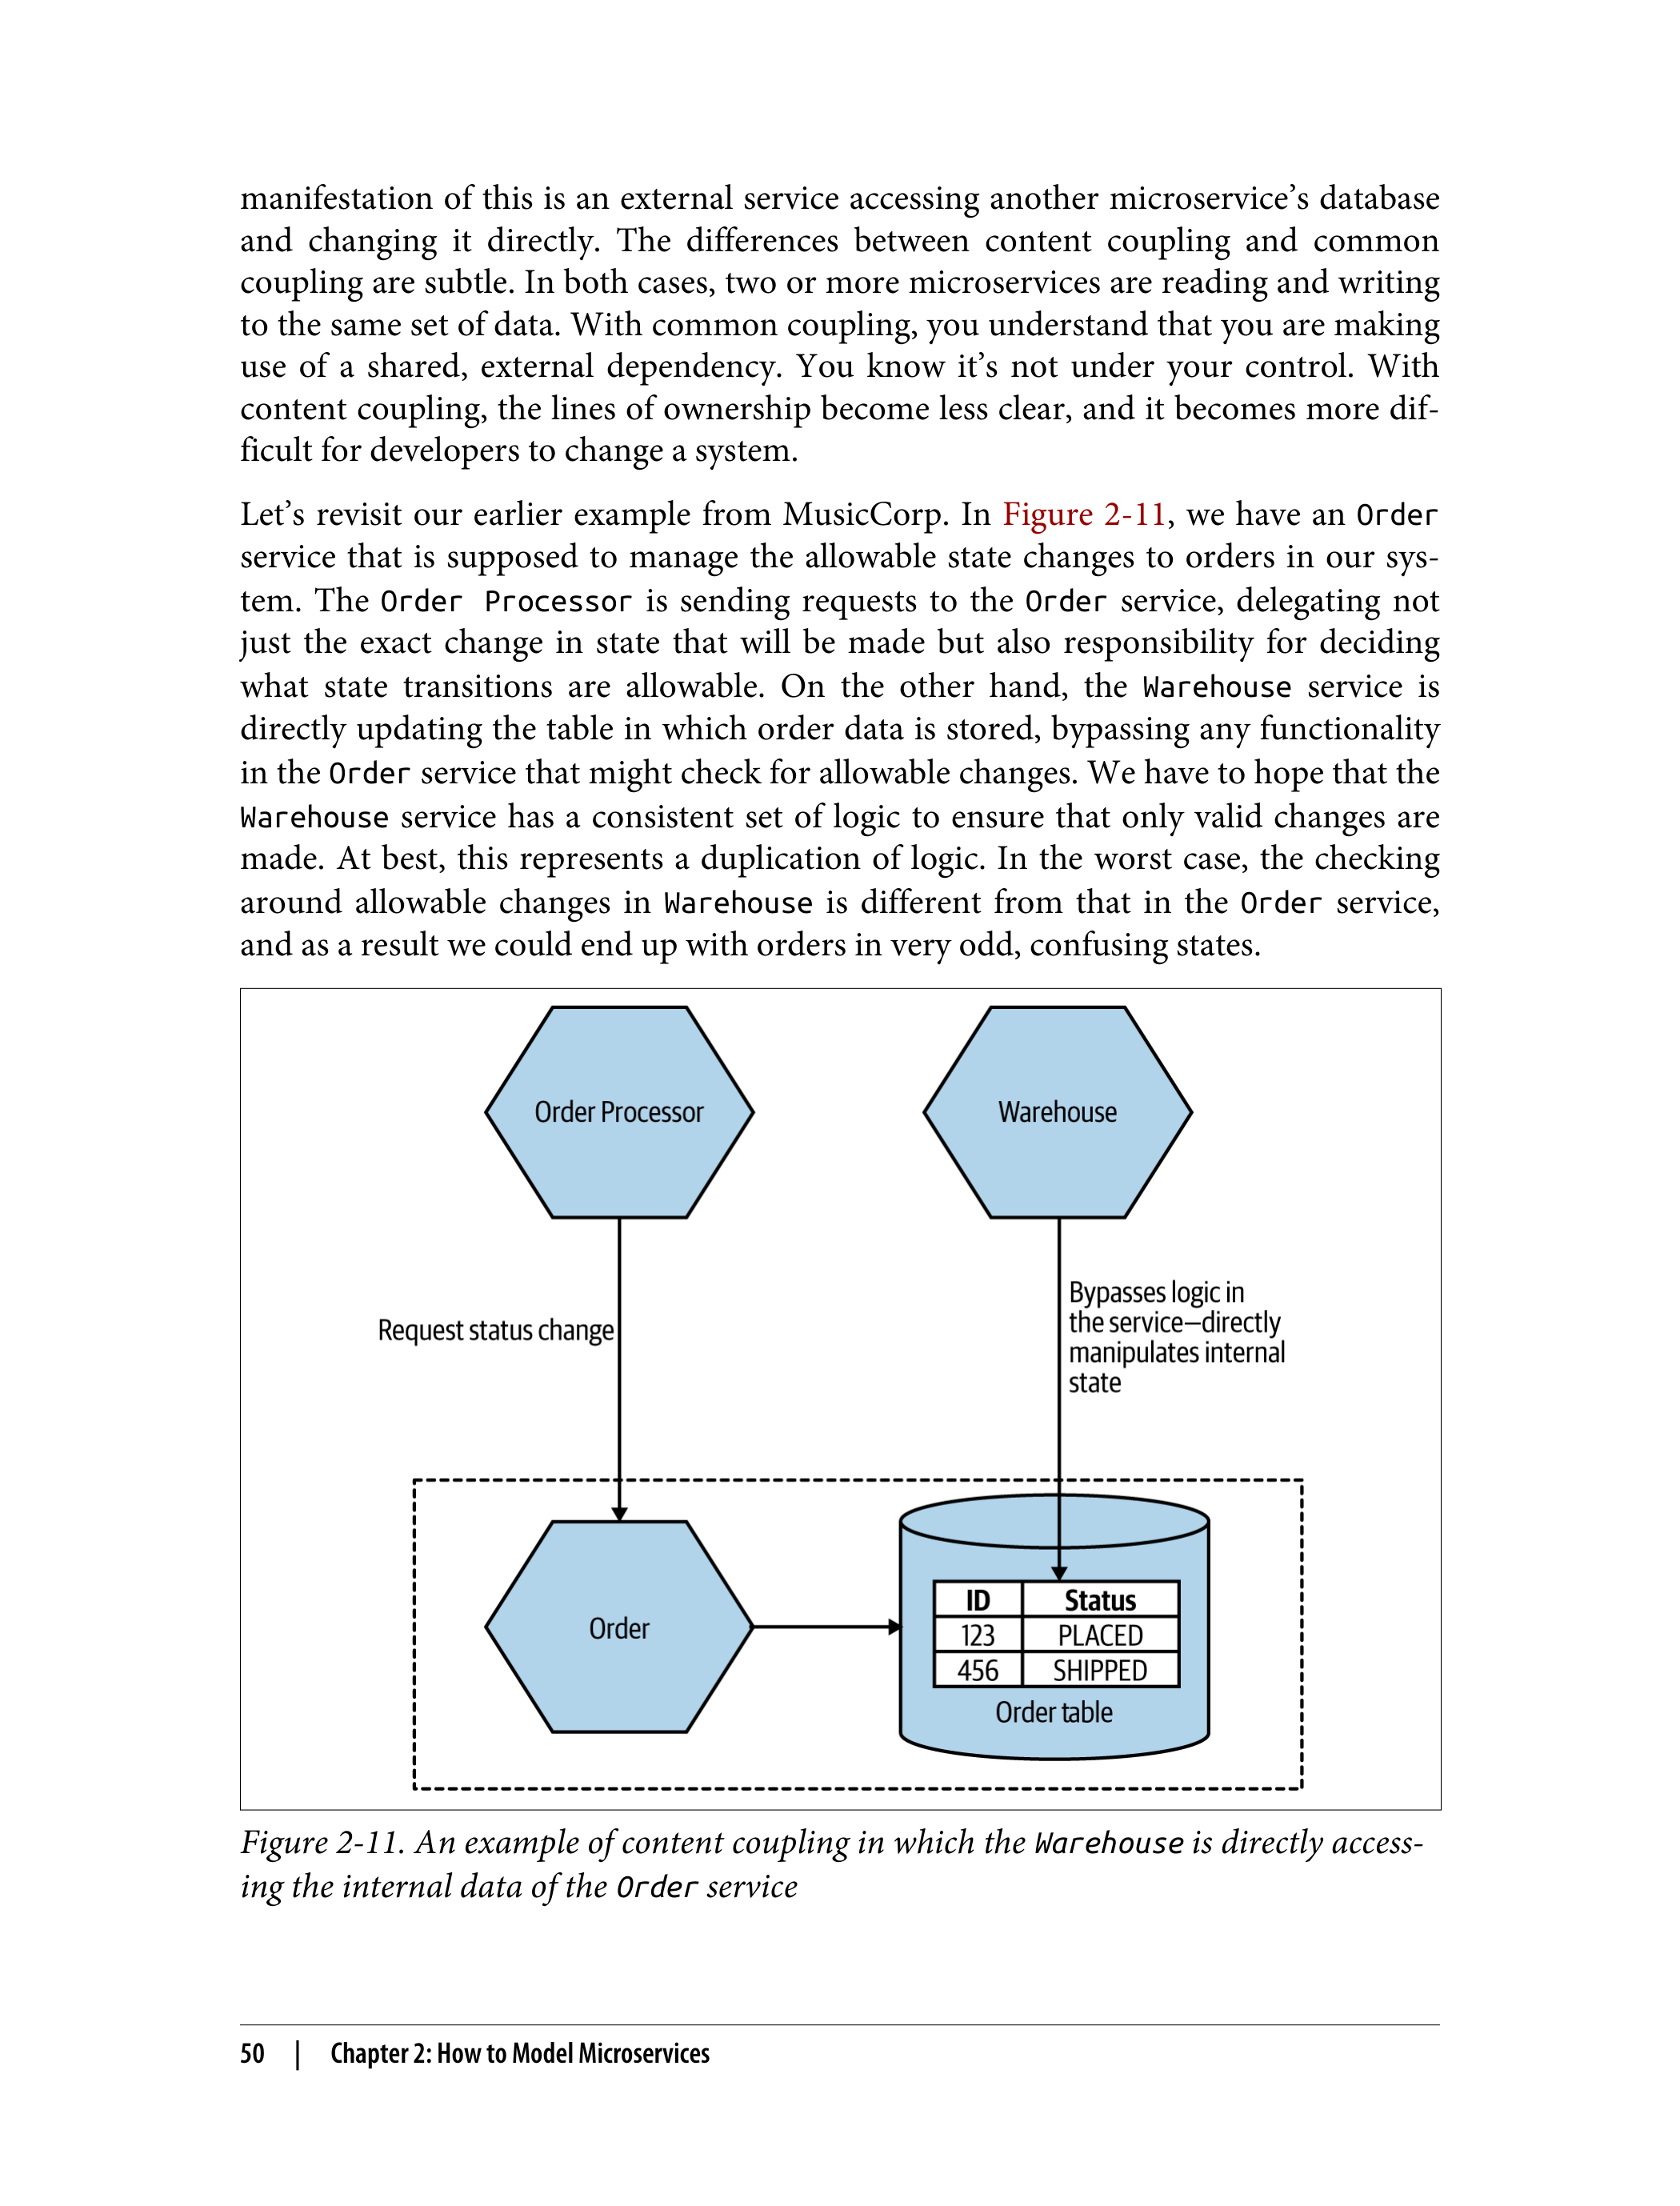 manifestation of this is an external service accessing another microservice’s database
and changing it directly. The differences between content coupling and common
coupling are subtle. In both cases, two or more microservices are reading and writing
to the same set of data. With common coupling, you understand that you are making
use of a shared, external dependency. You know it’s not under your control. With
content coupling, the lines of ownership become less clear, and it becomes more dif-
ficult for developers to change a system.
Let’s revisit our earlier example from MusicCorp. In Figure 2-11, we have an Order
service that is supposed to manage the allowable state changes to orders in our sys-
tem. The Order Processor is sending requests to the Order service, delegating not
just the exact change in state that will be made but also responsibility for deciding
what state transitions are allowable. On the other hand, the Warehouse service is
directly updating the table in which order data is stored, bypassing any functionality
in the Order service that might check for allowable changes. We have to hope that the
Warehouse service has a consistent set of logic to ensure that only valid changes are
made. At best, this represents a duplication of logic. In the worst case, the checking
around allowable changes in Warehouse is different from that in the Order service,
and as a result we could end up with orders in very odd, confusing states.
Order Processor
Warehouse
Request status change
Bypasses logic in
the service—directly
manipulates internal
state
Order
ID Status
123 PLACED
456 SHIPPED
Order table
Figure 2-11. An example of content coupling in which the Warehouse is directly access-
ing the internal data of the Order service
50 | Chapter 2: How to Model Microservices